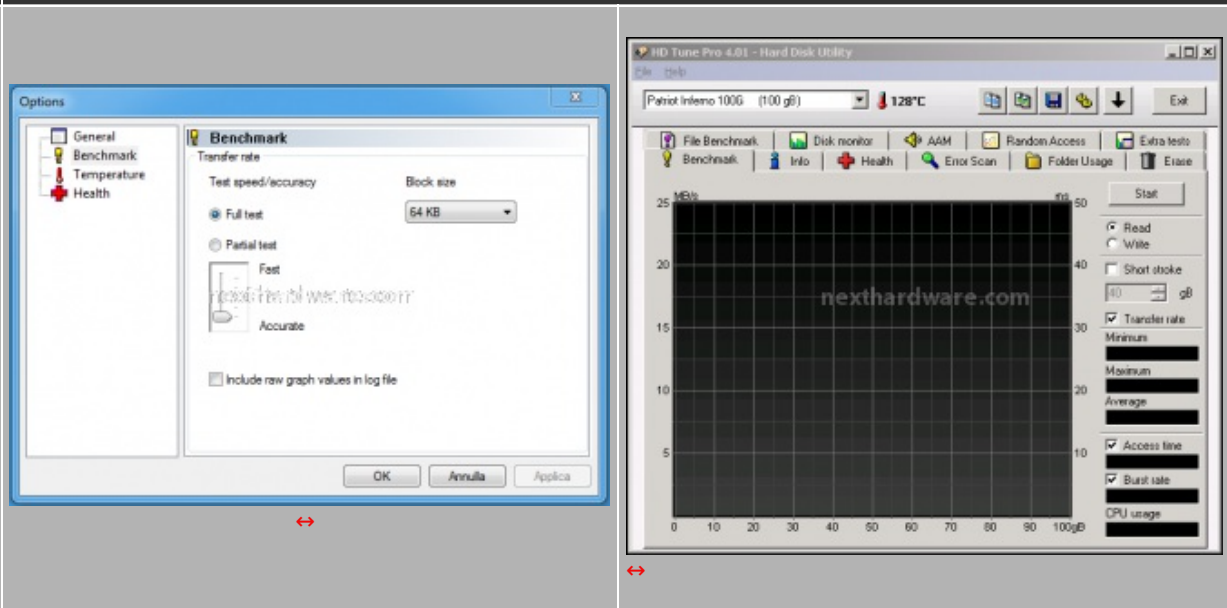 Options
General
Benchmark
Temperature
Health
Benchmark
Transfer rate
Test speed/accuracy
Block size
Full test
64 KB
Partial test
Fast
nexthardware.com
Accurate
Include raw graph values in log file
OK
Annulla
Applica
HD Tune Pro 4.01 - Hard Disk Utility
File Help
Patriot Inferno 100G (100 gB)
128°C
Exit
File Benchmark
Disk monitor
AAM
Random Access
Extra tests
Benchmark
Info
Health
Error Scan
Folder Usage
Erase
MB/s
ms
25
20
15
10
5
50
40
30
20
10
nexthardware.com
0 10 20 30 40 50 60 70 80 90 100gB
Start
Read
Write
Short stroke
40 gB
Transfer rate
Minimum
Maximum
Average
Access time
Burst rate
CPU usage